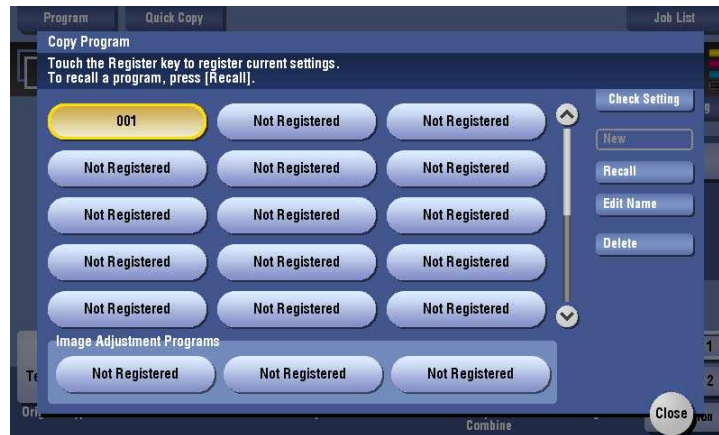 Program Quick Copy Job List
Copy Program
Touch the Register key to register current settings.
To recall a program, press [Recall].
Check Setting
001 Not Registered Not Registered
New
Not Registered Not Registered Not Registered
Recall
Not Registered Not Registered Not Registered
Edit Name
Not Registered Not Registered Not Registered
Delete
Not Registered Not Registered Not Registered
Image Adjustment Programs
Not Registered Not Registered Not Registered
1
2
Close
Combine